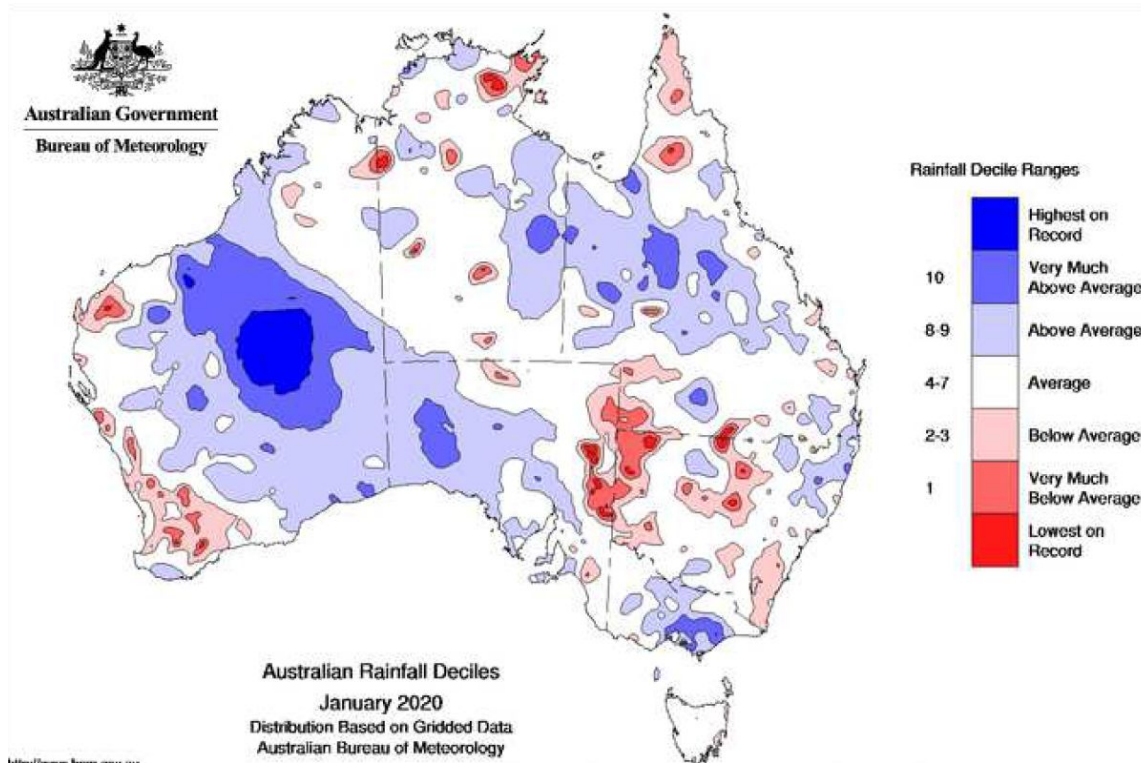 Australian Government
Bureau of Meteorology
Rainfall Decile Ranges
Highest on
Record
10
Very Much
Above Average
8-9
Above Average
4-7
Average
2-3
Below Average
1
Very Much
Below Average
Lowest on
Record
Australian Rainfall Deciles
January 2020
Distribution Based on Gridded Data
Australian Bureau of Meteorology